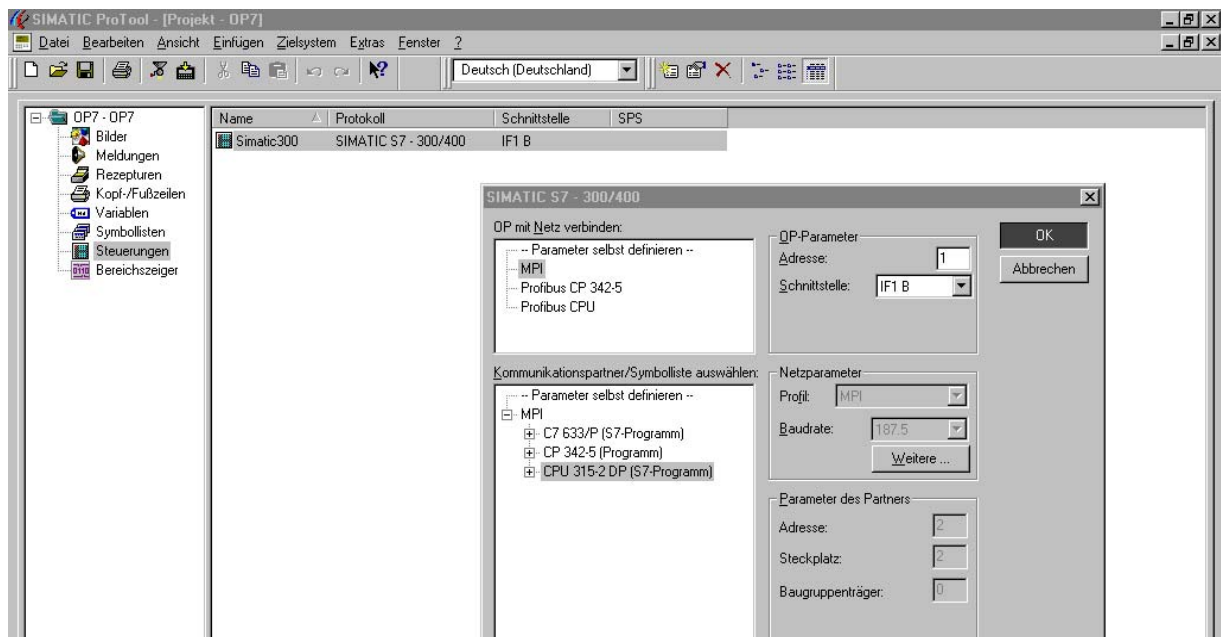 SIMATIC ProTool - [Projekt - OP7]
Datei Bearbeiten Ansicht Einfügen Zielsystem Extras Fenster ?
Deutsch (Deutschland)
OP7 - OP7
Bilder
Meldungen
Rezepturen
Kopf-/Fußzeilen
Variablen
Symbollisten
Steuerungen
Bereichszeiger
Name Protokoll Schnittstelle SPS
Simatic300 SIMATIC S7 - 300/400 IF1 B
SIMATIC S7 - 300/400
OP mit Netz verbinden:
-- Parameter selbst definieren --
MPI
Profibus CP 342-5
Profibus CPU
OP-Parameter
Adresse: 1
Schnittstelle: IF1 B
OK
Abbrechen
Kommunikationspartner/Symbolliste auswählen:
-- Parameter selbst definieren --
MPI
C7 633/P (S7-Programm)
CP 342-5 (Programm)
CPU 315-2 DP (S7-Programm)
Netzparameter
Profil: MPI
Baudrate: 187.5
Weitere ...
Parameter des Partners
Adresse: 2
Steckplatz: 2
Baugruppenträger: 0